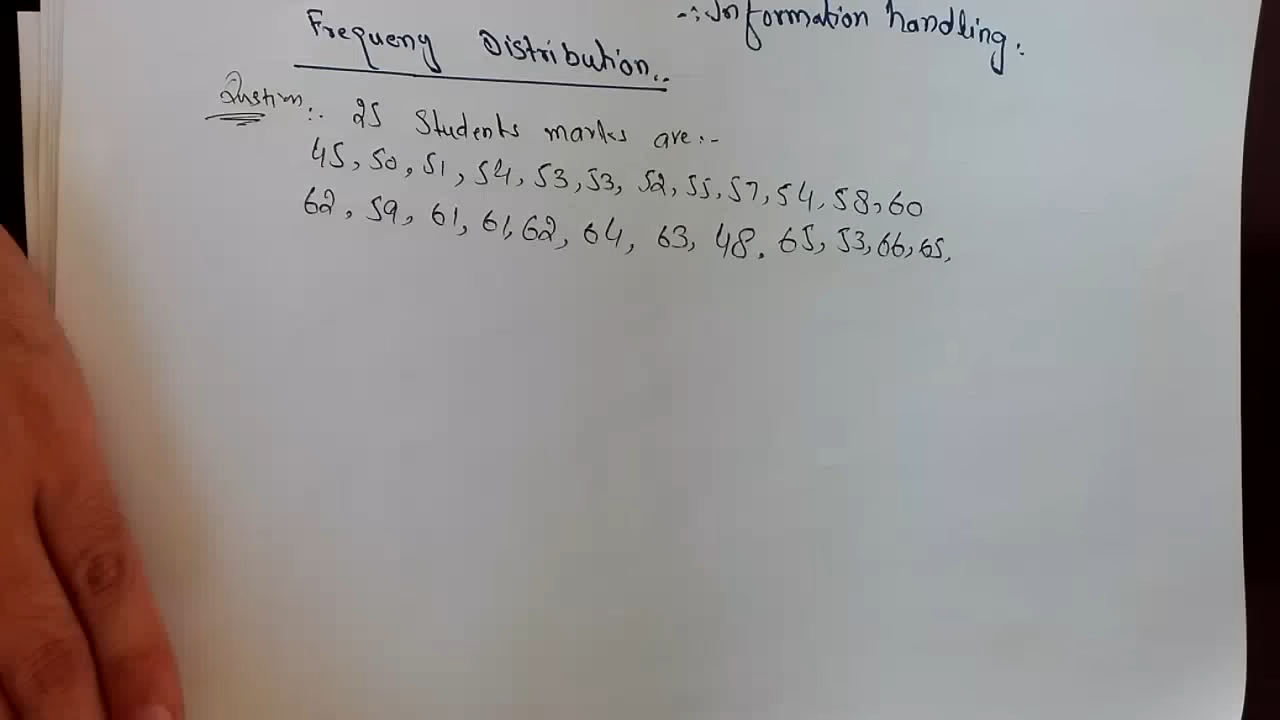 -:Information handling:
Frequeny Distribution..
Question:. 25 Students marks are:-
45, 50, 51, 54, 53, 53, 52, 55, 57, 54, 58, 60
62, 59, 61, 61, 62, 64, 63, 48, 65, 53, 66, 65,